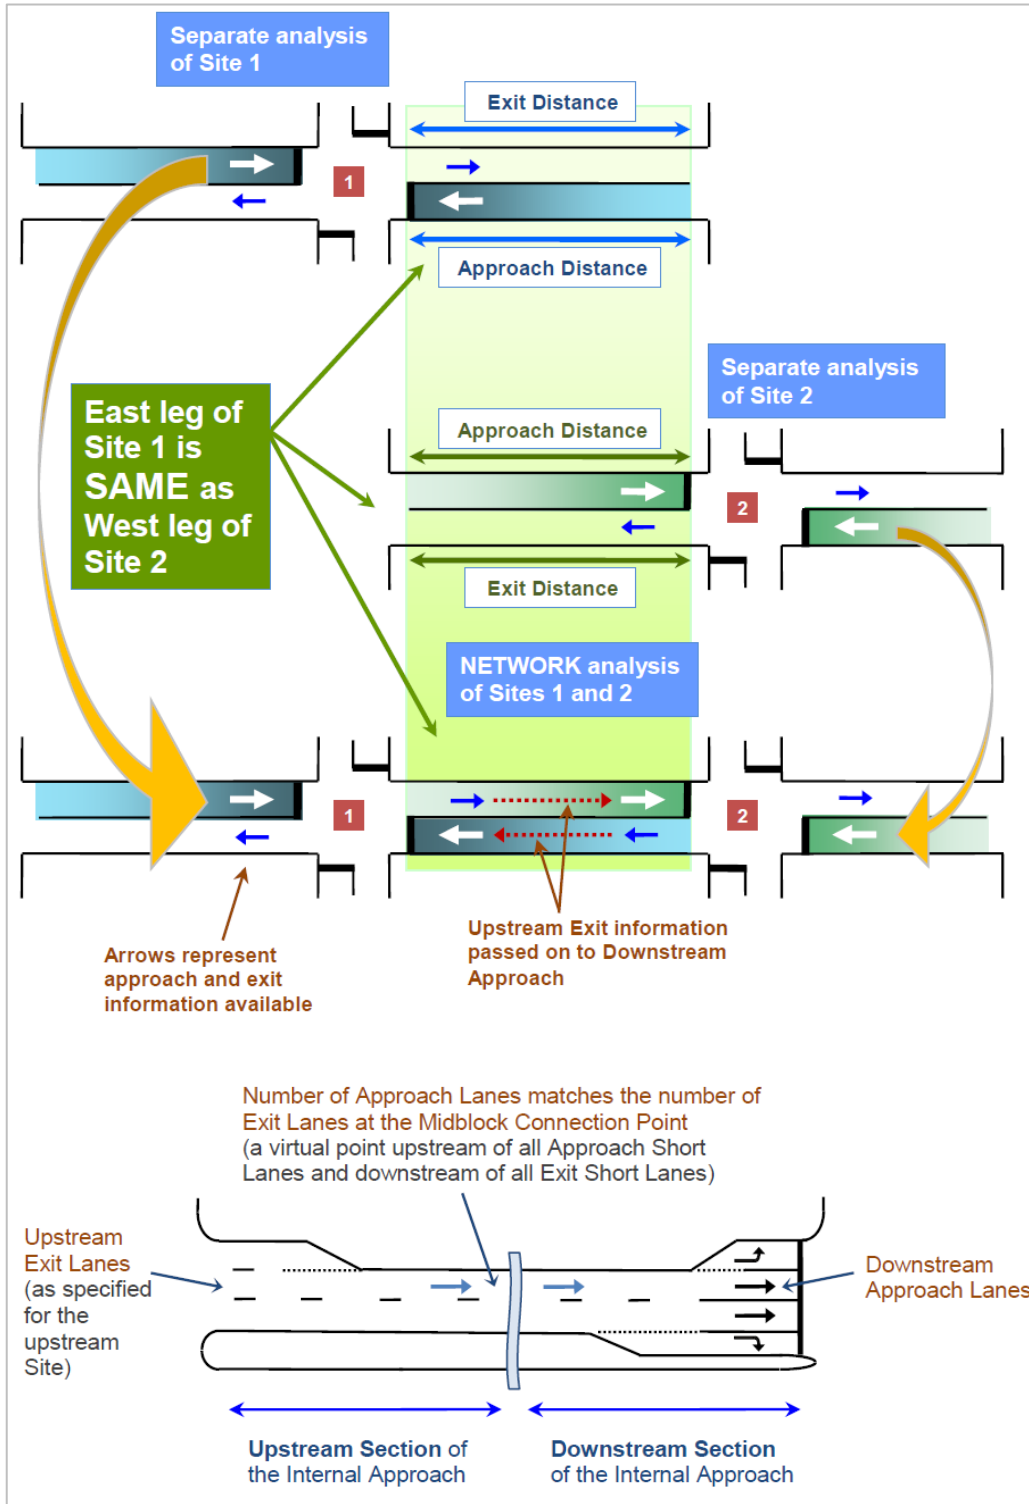 Separate analysis
of Site 1
Exit Distance
1
Approach Distance
Separate analysis
of Site 2
East leg of
Site 1 is
SAME as
West leg of
Site 2
Approach Distance
2
Exit Distance
NETWORK analysis
of Sites 1 and 2
1
2
Upstream Exit information
passed on to Downstream
Approach
Arrows represent
approach and exit
information available
Number of Approach Lanes matches the number of
Exit Lanes at the Midblock Connection Point
(a virtual point upstream of all Approach Short
Lanes and downstream of all Exit Short Lanes)
Upstream
Exit Lanes
(as specified
for the
upstream
Site)
Downstream
Approach Lanes
Upstream Section of
the Internal Approach
Downstream Section
of the Internal Approach